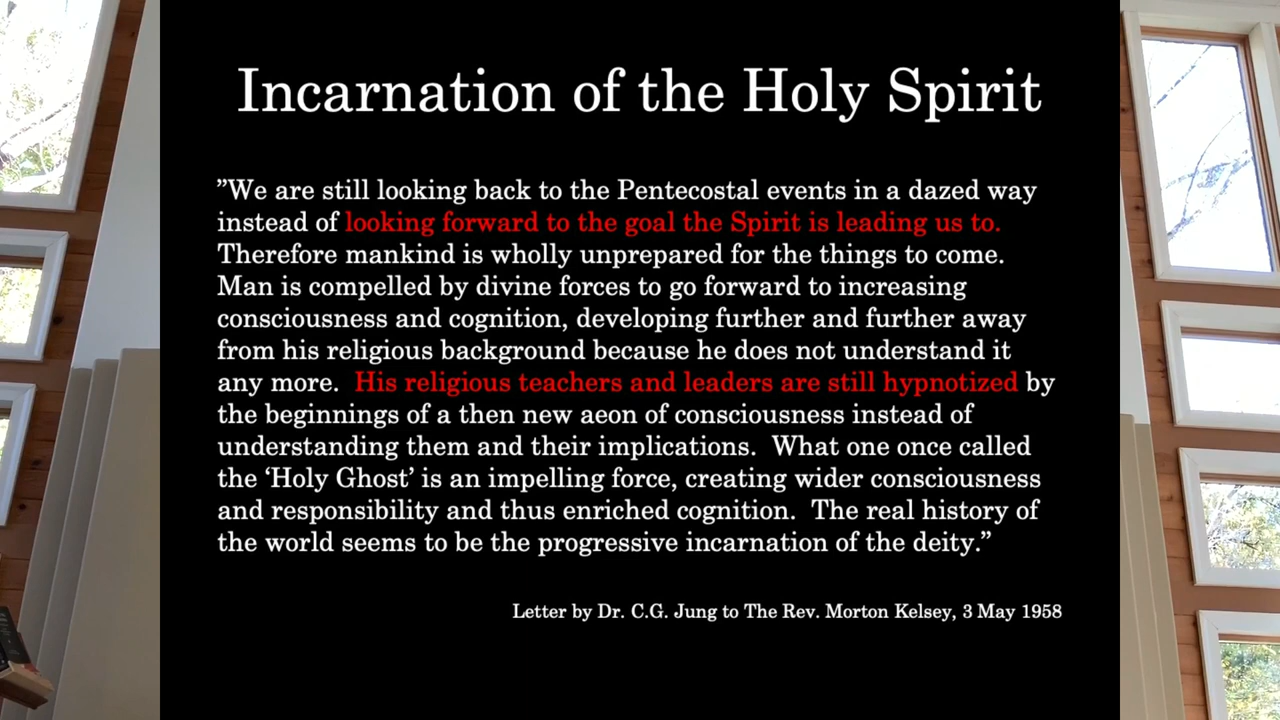 Incarnation of the Holy Spirit
”We are still looking back to the Pentecostal events in a dazed way
instead of looking forward to the goal the Spirit is leading us to.
Therefore mankind is wholly unprepared for the things to come.
Man is compelled by divine forces to go forward to increasing
consciousness and cognition, developing further and further away
from his religious background because he does not understand it
any more.  His religious teachers and leaders are still hypnotized by
the beginnings of a then new aeon of consciousness instead of
understanding them and their implications.  What one once called
the ‘Holy Ghost’ is an impelling force, creating wider consciousness
and responsibility and thus enriched cognition.  The real history of
the world seems to be the progressive incarnation of the deity.”
Letter by Dr. C.G. Jung to The Rev. Morton Kelsey, 3 May 1958